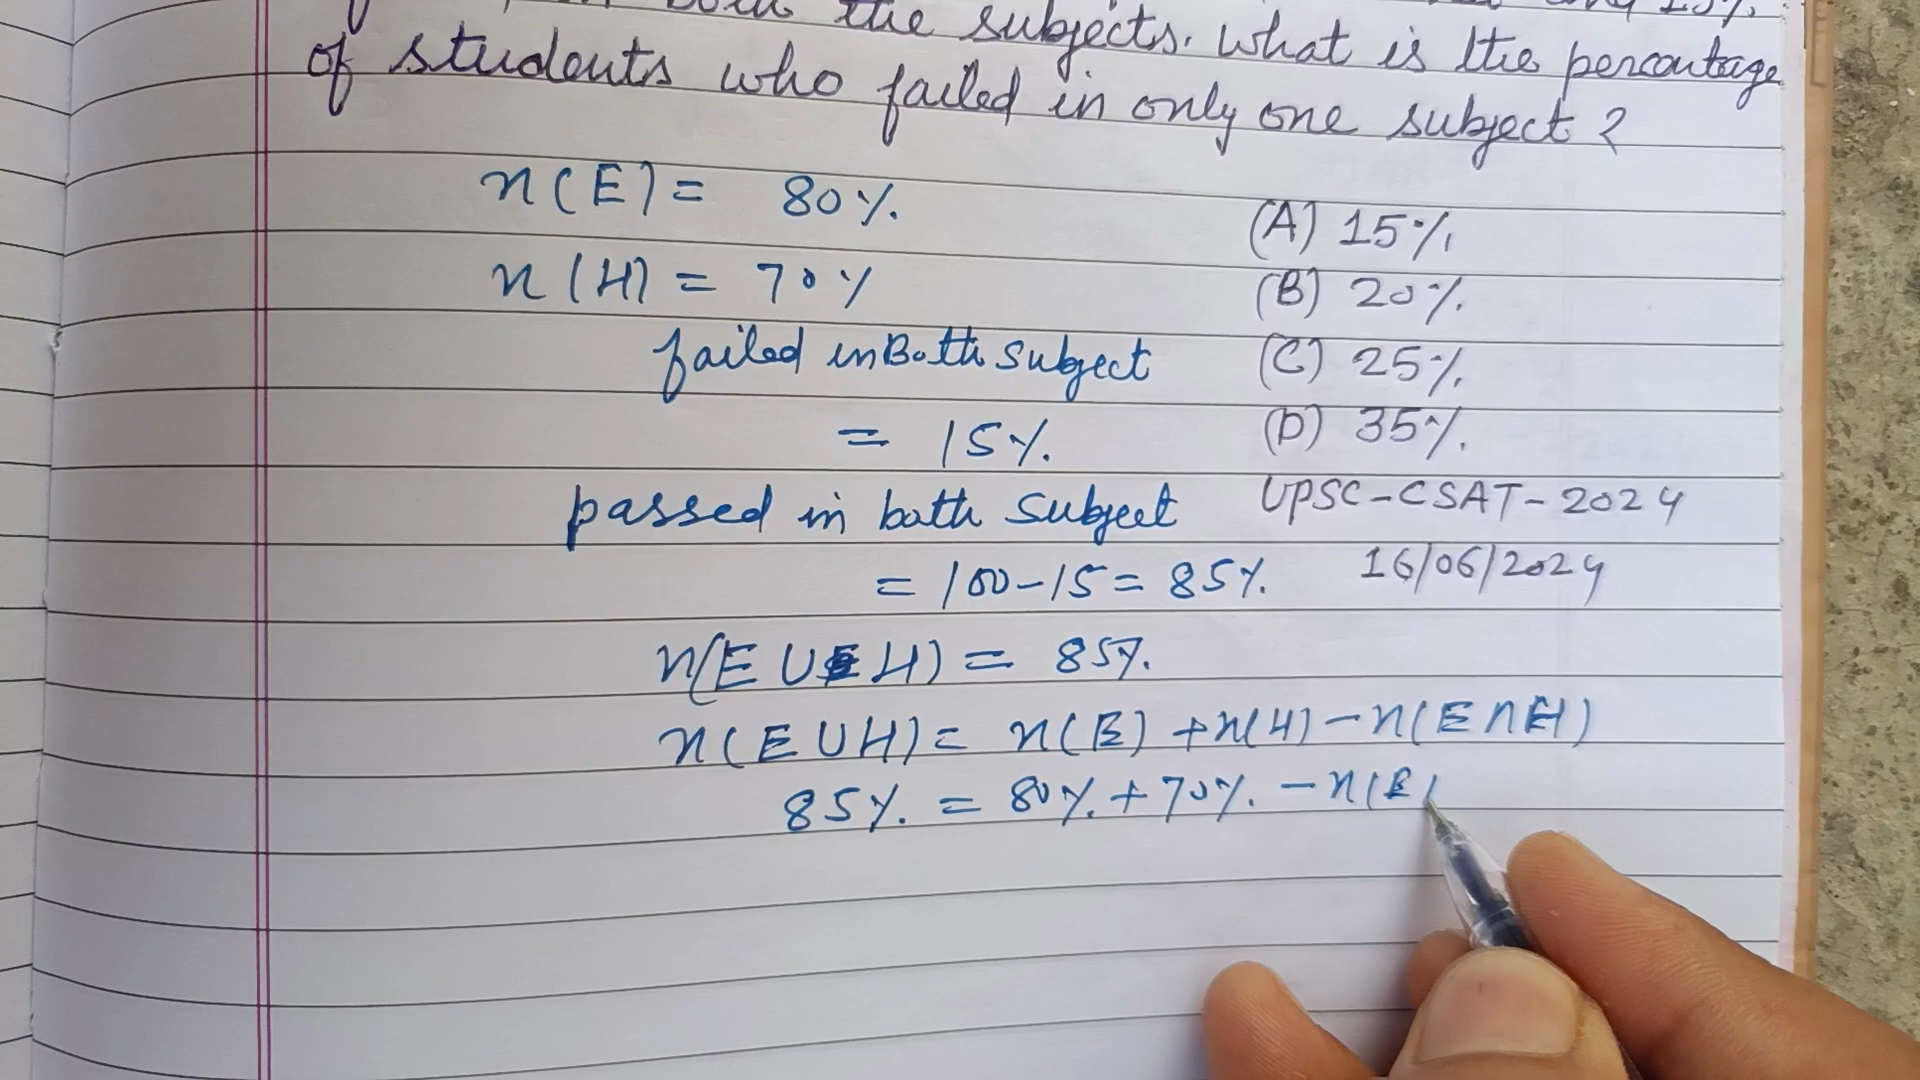 the subjects. What is the percentage
of students who failed in only one subject?
n(E) = 80%.
(A) 15%.
n(H) = 70%
(B) 20%.
failed in Both Subject
(C) 25%.
= 15%.
(D) 35%.
passed in both Subject
UPSC-CSAT-2024
= 100-15 = 85%.
16/06/2024
n(E U H) = 85%.
n(E U H) = n(E) + n(H) - n(E ∩ H)
85%. = 80%. + 70%. - n(E